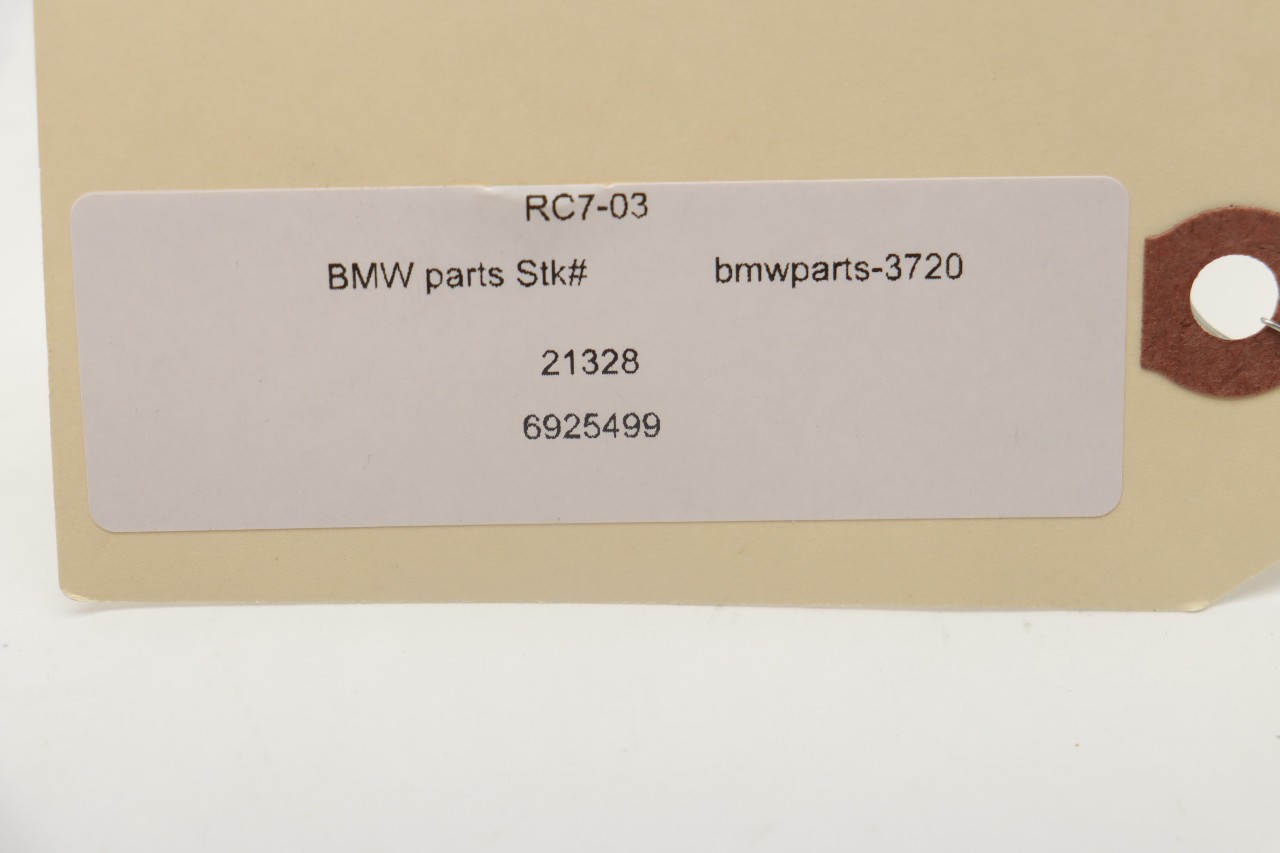 RC7-03
BMW parts Stk# bmwparts-3720
21328
6925499